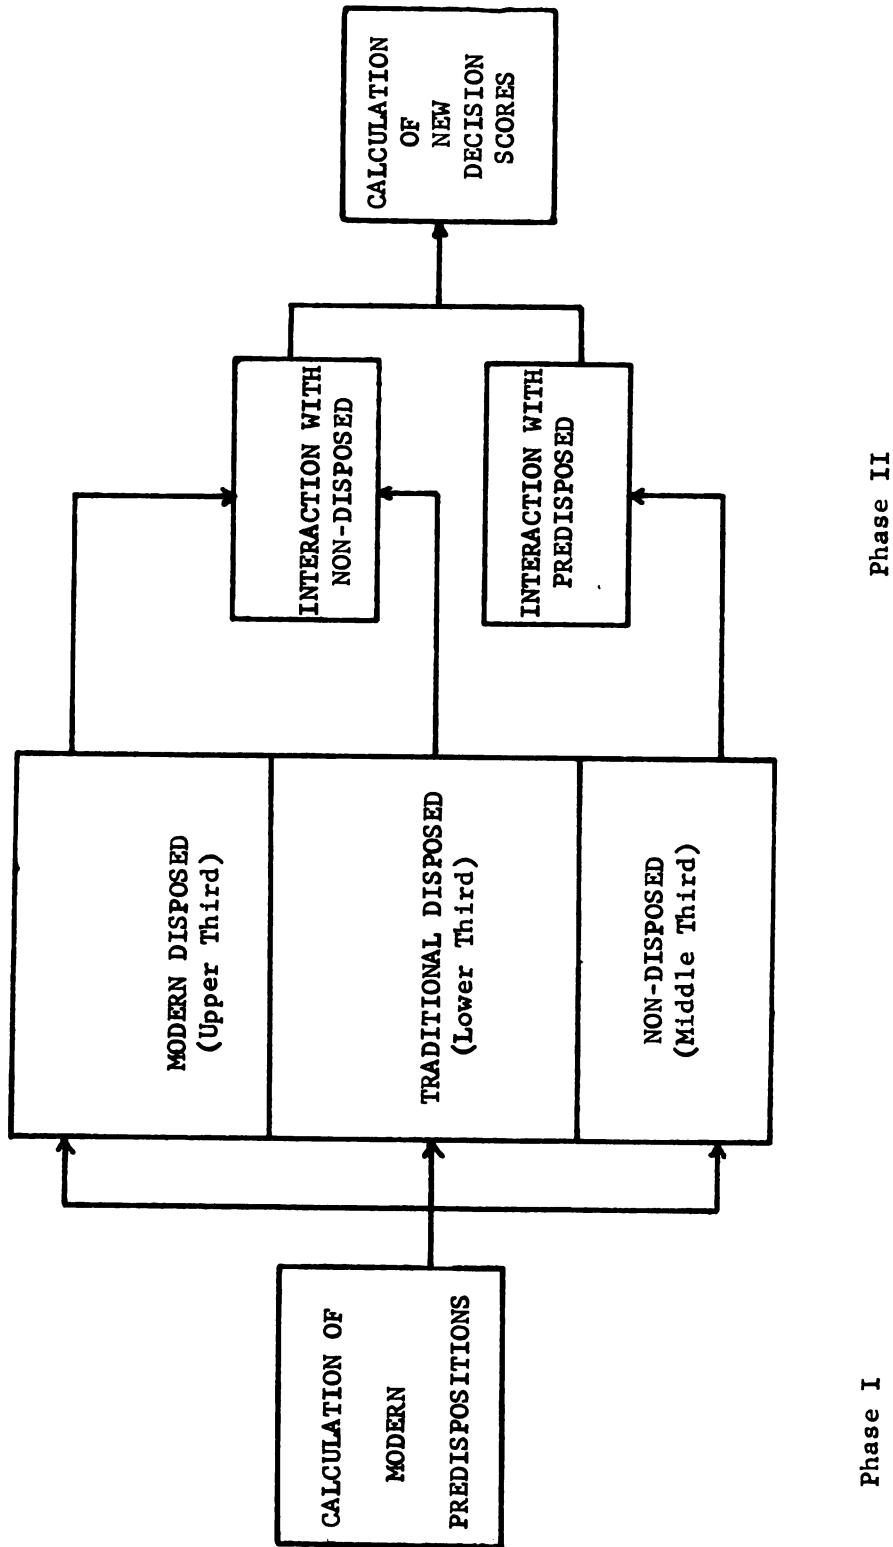 CALCULATION OF
MODERN
PREDISPOSITIONS
MODERN DISPOSED
(Upper Third)
TRADITIONAL DISPOSED
(Lower Third)
NON-DISPOSED
(Middle Third)
INTERACTION WITH
NON-DISPOSED
INTERACTION WITH
PREDISPOSED
CALCULATION
OF
NEW
DECISION
SCORES
Phase I
Phase II